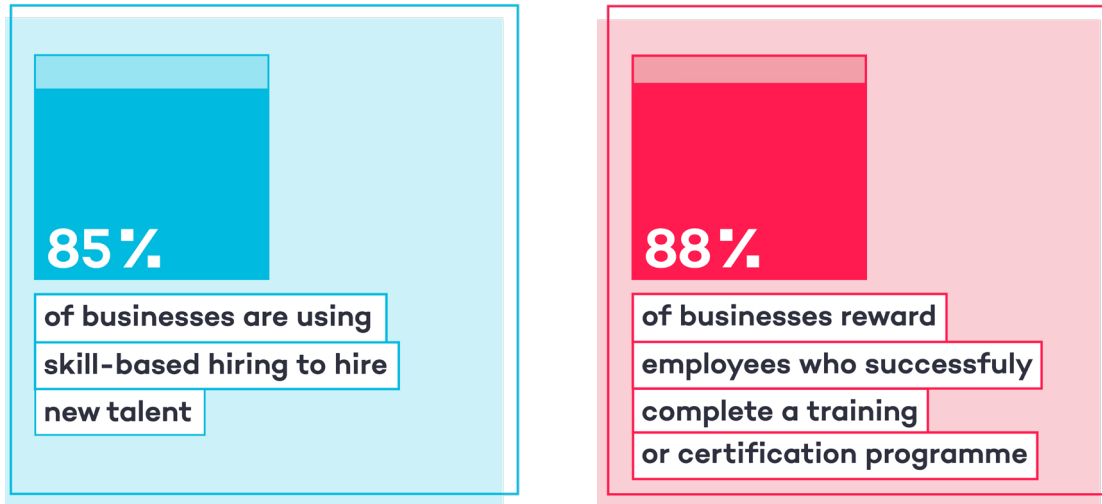 85%
of businesses are using
skill-based hiring to hire
new talent
88%
of businesses reward
employees who successfuly
complete a training
or certification programme